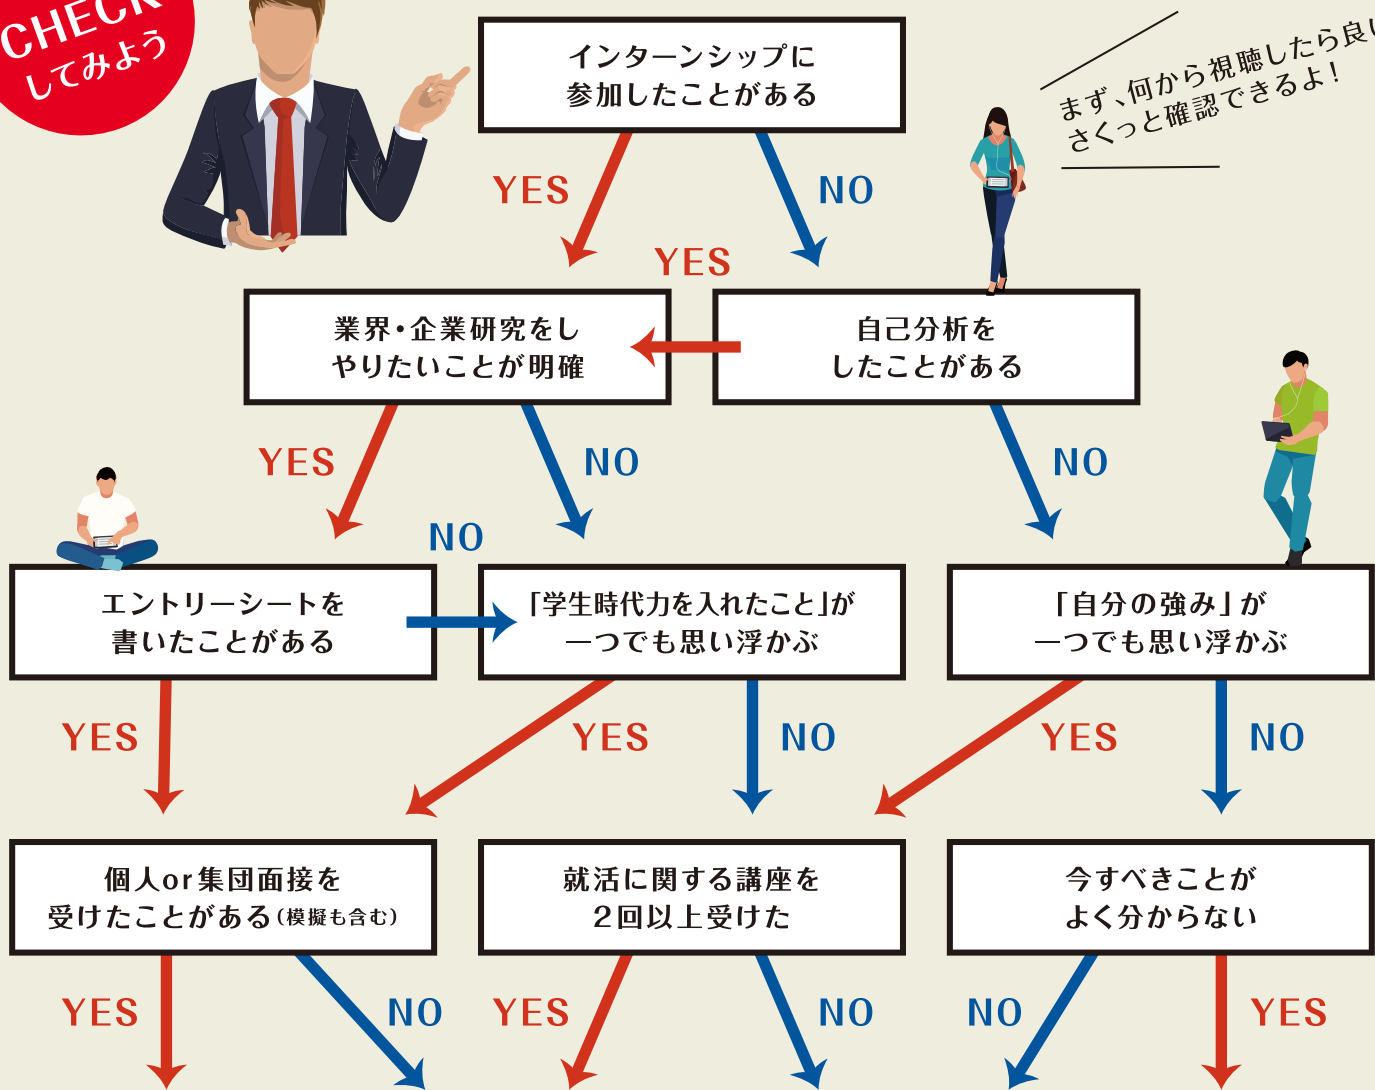 CHECK
してみよう
インターンシップに
参加したことがある
まず、何から視聴したら良い
さくっと確認できるよ！
YES
NO
YES
業界・企業研究をし
やりたいことが明確
自己分析を
したことがある
YES
NO
NO
NO
エントリーシートを
書いたことがある
「学生時代力を入れたこと」が
一つでも思い浮かぶ
「自分の強み」が
一つでも思い浮かぶ
YES
YES
NO
YES
NO
個人or集団面接を
受けたことがある（模擬も含む）
就活に関する講座を
2回以上受けた
今すべきことが
よく分からない
YES
NO
YES
NO
NO
YES